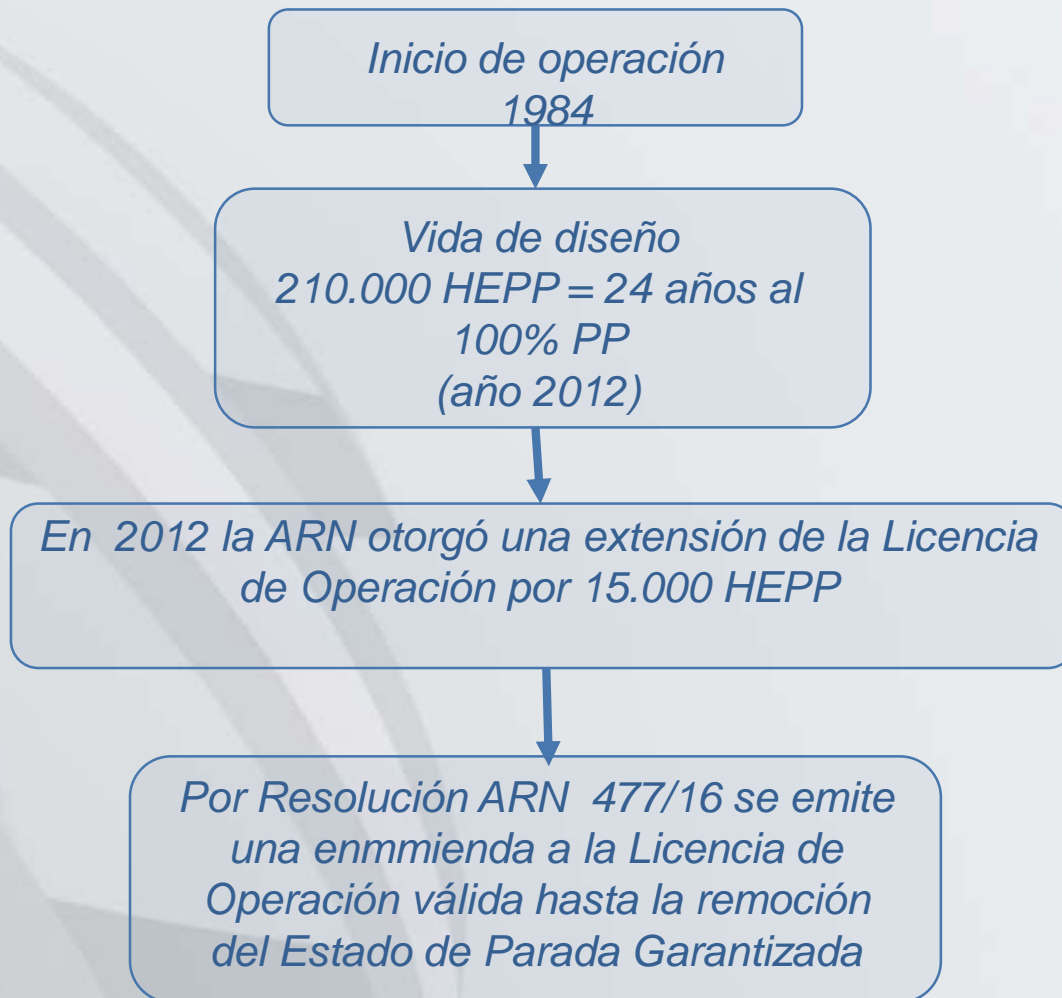 Inicio de operación
1984
Vida de diseño
210.000 HEPP = 24 años al
100% PP
(año 2012)
En 2012 la ARN otorgó una extensión de la Licencia
de Operación por 15.000 HEPP
Por Resolución ARN 477/16 se emite
una enmmienda a la Licencia de
Operación válida hasta la remoción
del Estado de Parada Garantizada